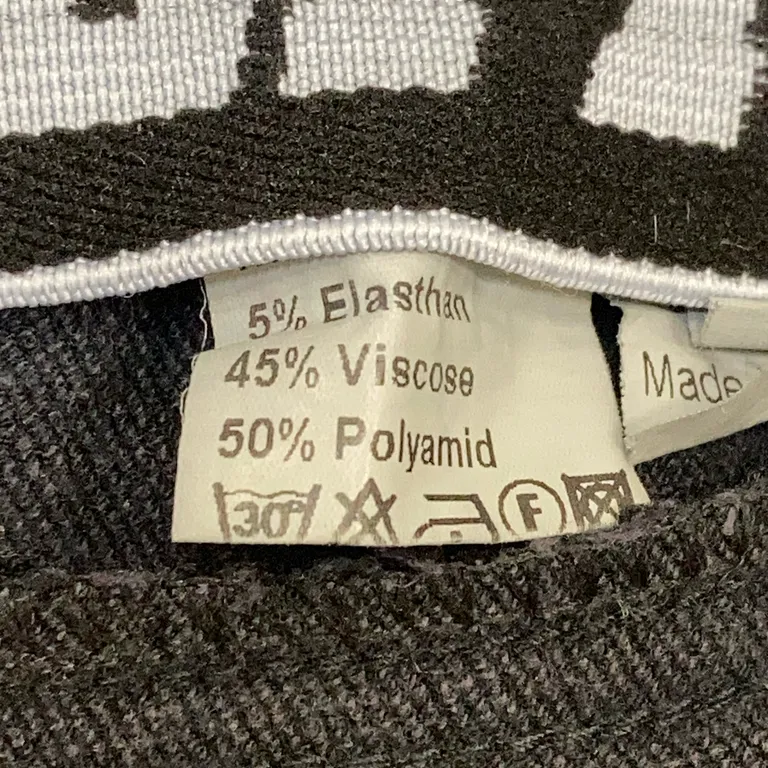 5% Elasthan
45% Viscose
50% Polyamid
30°
F
Made